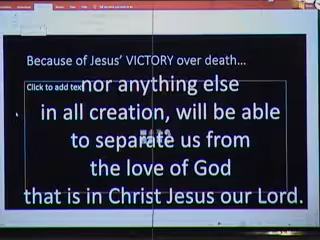 Because of Jesus' VICTORY over death...
Click to add text
nor anything else
in all creation, will be able
to separate us from
the love of God
that is in Christ Jesus our Lord.